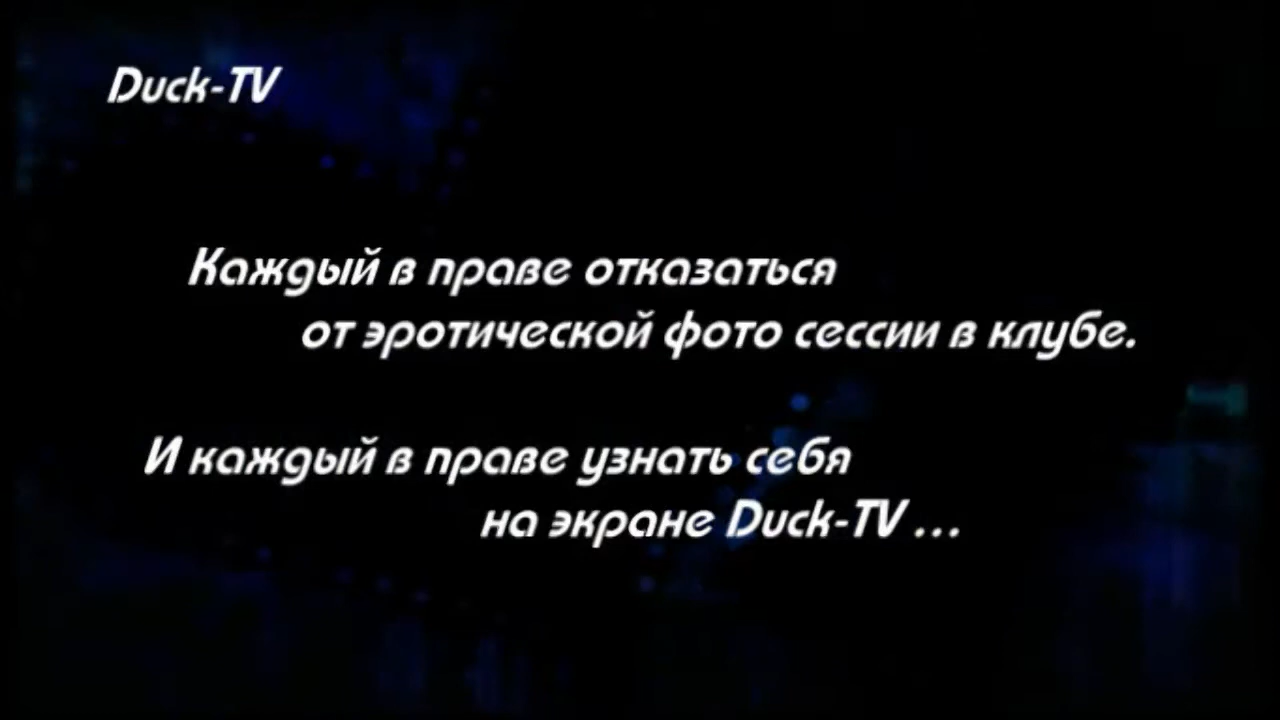 Duck-TV
Каждый в праве отказаться
от эротической фото сессии в клубе.
И каждый в праве узнать себя
на экране Duck-TV ...